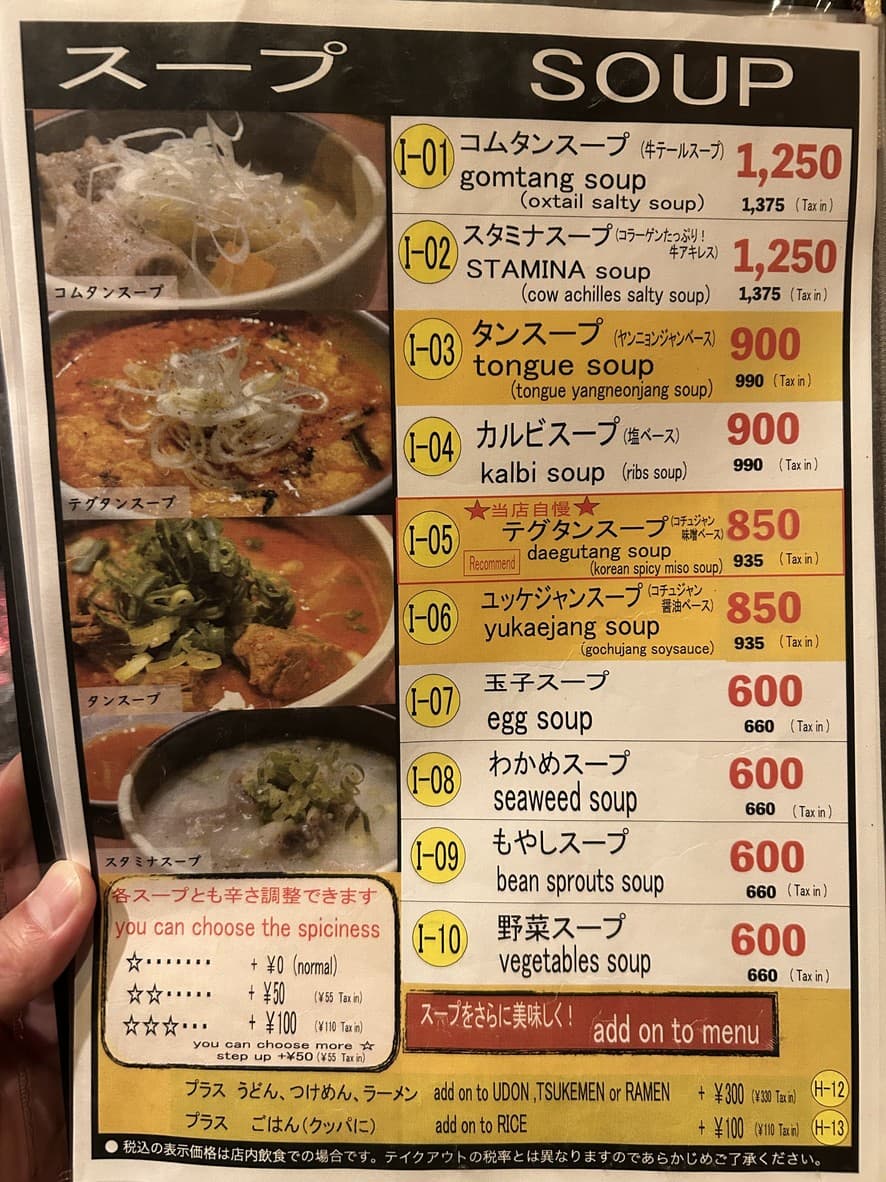 スープ SOUP
コムタンスープ
テグタンスープ
タンスープ
スタミナスープ
I-01 コムタンスープ (牛テールスープ) 1,250
gomtang soup
(oxtail salty soup) 1,375 (Tax in)
I-02 スタミナスープ (コラーゲンたっぷり! 1,250
牛アキレス)
STAMINA soup
(cow achilles salty soup) 1,375 (Tax in)
I-03 タンスープ (ヤンニョンジャンベース) 900
tongue soup
(tongue yangneonjang soup) 990 (Tax in)
I-04 カルビスープ (塩ベース) 900
kalbi soup (ribs soup) 990 (Tax in)
★当店自慢★
I-05 テグタンスープ (コチュジャン 850
味噌ベース)
Recommend daegutang soup
(korean spicy miso soup) 935 (Tax in)
I-06 ユッケジャンスープ (コチュジャン 850
醤油ベース)
yukaejang soup
(gochujang soysauce) 935 (Tax in)
I-07 玉子スープ 600
egg soup 660 (Tax in)
I-08 わかめスープ 600
seaweed soup 660 (Tax in)
I-09 もやしスープ 600
bean sprouts soup 660 (Tax in)
I-10 野菜スープ 600
vegetables soup 660 (Tax in)
各スープとも辛さ調整できます
you can choose the spiciness
☆······· + ¥0 (normal)
☆☆····· + ¥50 (¥55 Tax in)
☆☆☆··· + ¥100 (¥110 Tax in)
you can choose more ☆
step up +¥50 (¥55 Tax in)
スープをさらに美味しく! add on to menu
プラス うどん、つけめん、ラーメン add on to UDON ,TSUKEMEN or RAMEN + ¥300 (¥330 Tax in) H-12
プラス ごはん(クッパに) add on to RICE + ¥100 (¥110 Tax in) H-13
● 税込の表示価格は店内飲食での場合です。テイクアウトの税率とは異なりますのであらかじめご了承ください。